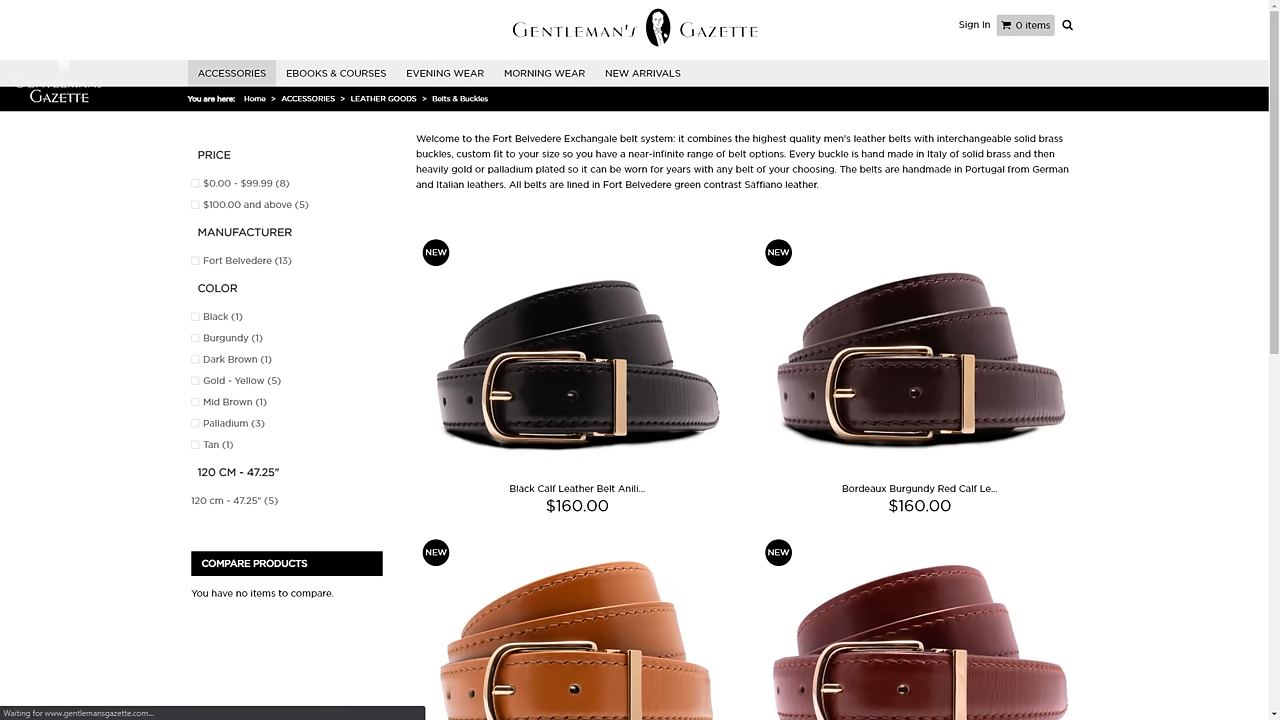 GENTLEMAN'S GAZETTE
Sign In
0 items
ACCESSORIES
EBOOKS & COURSES
EVENING WEAR
MORNING WEAR
NEW ARRIVALS
GENTLEMAN'S
GAZETTE
You are here: Home > ACCESSORIES > LEATHER GOODS > Belts & Buckles
Welcome to the Fort Belvedere Exchangale belt system: it combines the highest quality men's leather belts with interchangeable solid brass
buckles, custom fit to your size so you have a near-infinite range of belt options. Every buckle is hand made in Italy of solid brass and then
heavily gold or palladium plated so it can be worn for years with any belt of your choosing. The belts are handmade in Portugal from German
and Italian leathers. All belts are lined in Fort Belvedere green contrast Saffiano leather.
PRICE
$0.00 - $99.99 (8)
$100.00 and above (5)
MANUFACTURER
Fort Belvedere (13)
COLOR
Black (1)
Burgundy (1)
Dark Brown (1)
Gold - Yellow (5)
Mid Brown (1)
Palladium (3)
Tan (1)
120 CM - 47.25"
120 cm - 47.25" (5)
COMPARE PRODUCTS
You have no items to compare.
NEW
NEW
Black Calf Leather Belt Anili...
$160.00
Bordeaux Burgundy Red Calf Le...
$160.00
NEW
NEW
Waiting for www.gentlemansgazette.com...